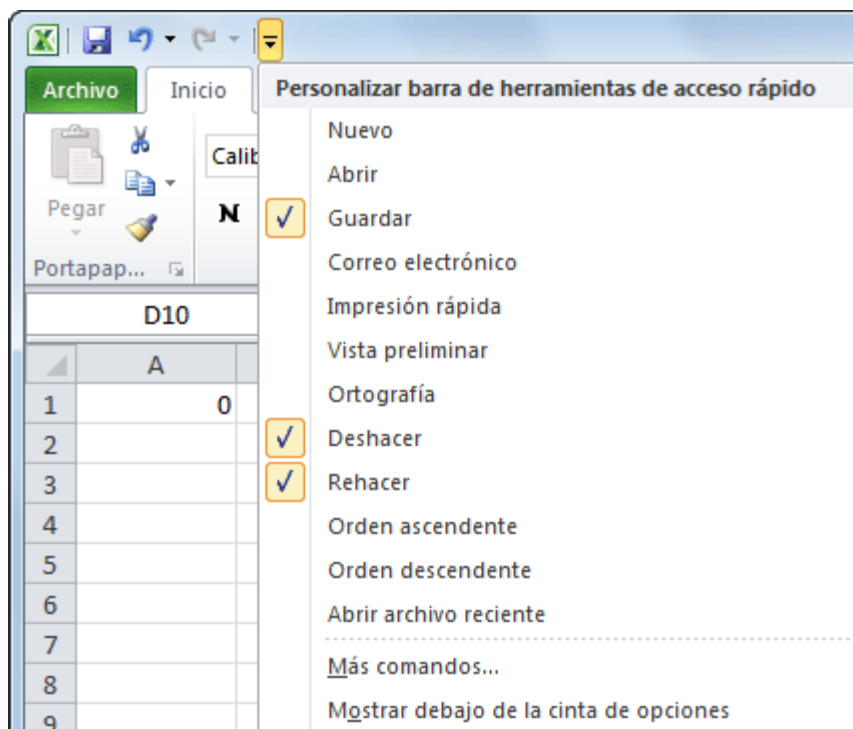 Archivo Inicio
Personalizar barra de herramientas de acceso rápido
Nuevo
Abrir
Guardar
Correo electrónico
Impresión rápida
Vista preliminar
Ortografía
Deshacer
Rehacer
Orden ascendente
Orden descendente
Abrir archivo reciente
Más comandos...
Mostrar debajo de la cinta de opciones
Pegar
Calib
N
Portapap...
D10
A
1 0
2
3
4
5
6
7
8
9